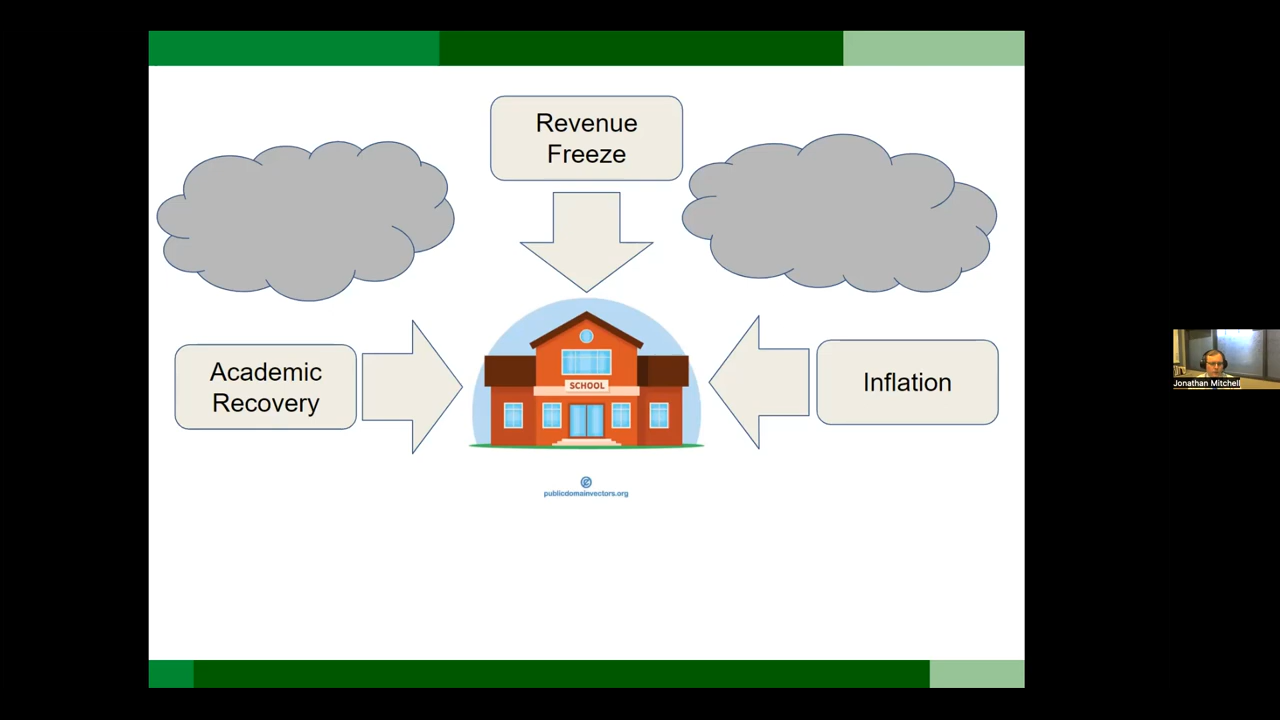 Revenue
Freeze
Academic
Recovery
Inflation
SCHOOL
publicdomainvectors.org
Jonathan Mitchell